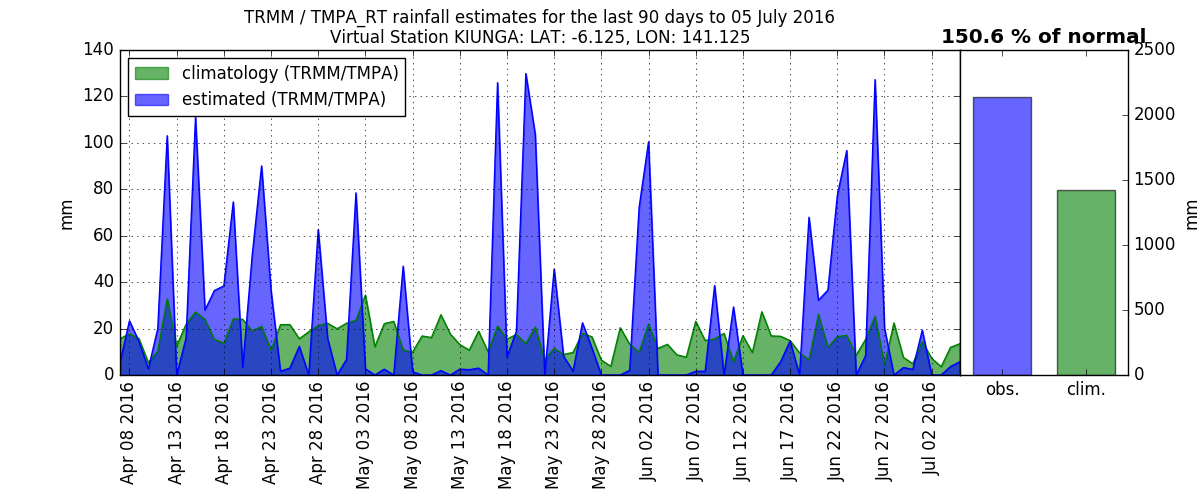 TRMM / TMPA_RT rainfall estimates for the last 90 days to 05 July 2016
Virtual Station KIUNGA: LAT: -6.125, LON: 141.125
150.6 % of normal
climatology (TRMM/TMPA)
estimated (TRMM/TMPA)
mm
140
120
100
80
60
40
20
0
Apr 08 2016
Apr 13 2016
Apr 18 2016
Apr 23 2016
Apr 28 2016
May 03 2016
May 08 2016
May 13 2016
May 18 2016
May 23 2016
May 28 2016
Jun 02 2016
Jun 07 2016
Jun 12 2016
Jun 17 2016
Jun 22 2016
Jun 27 2016
Jul 02 2016
2500
2000
1500
1000
500
0
mm
obs.
clim.